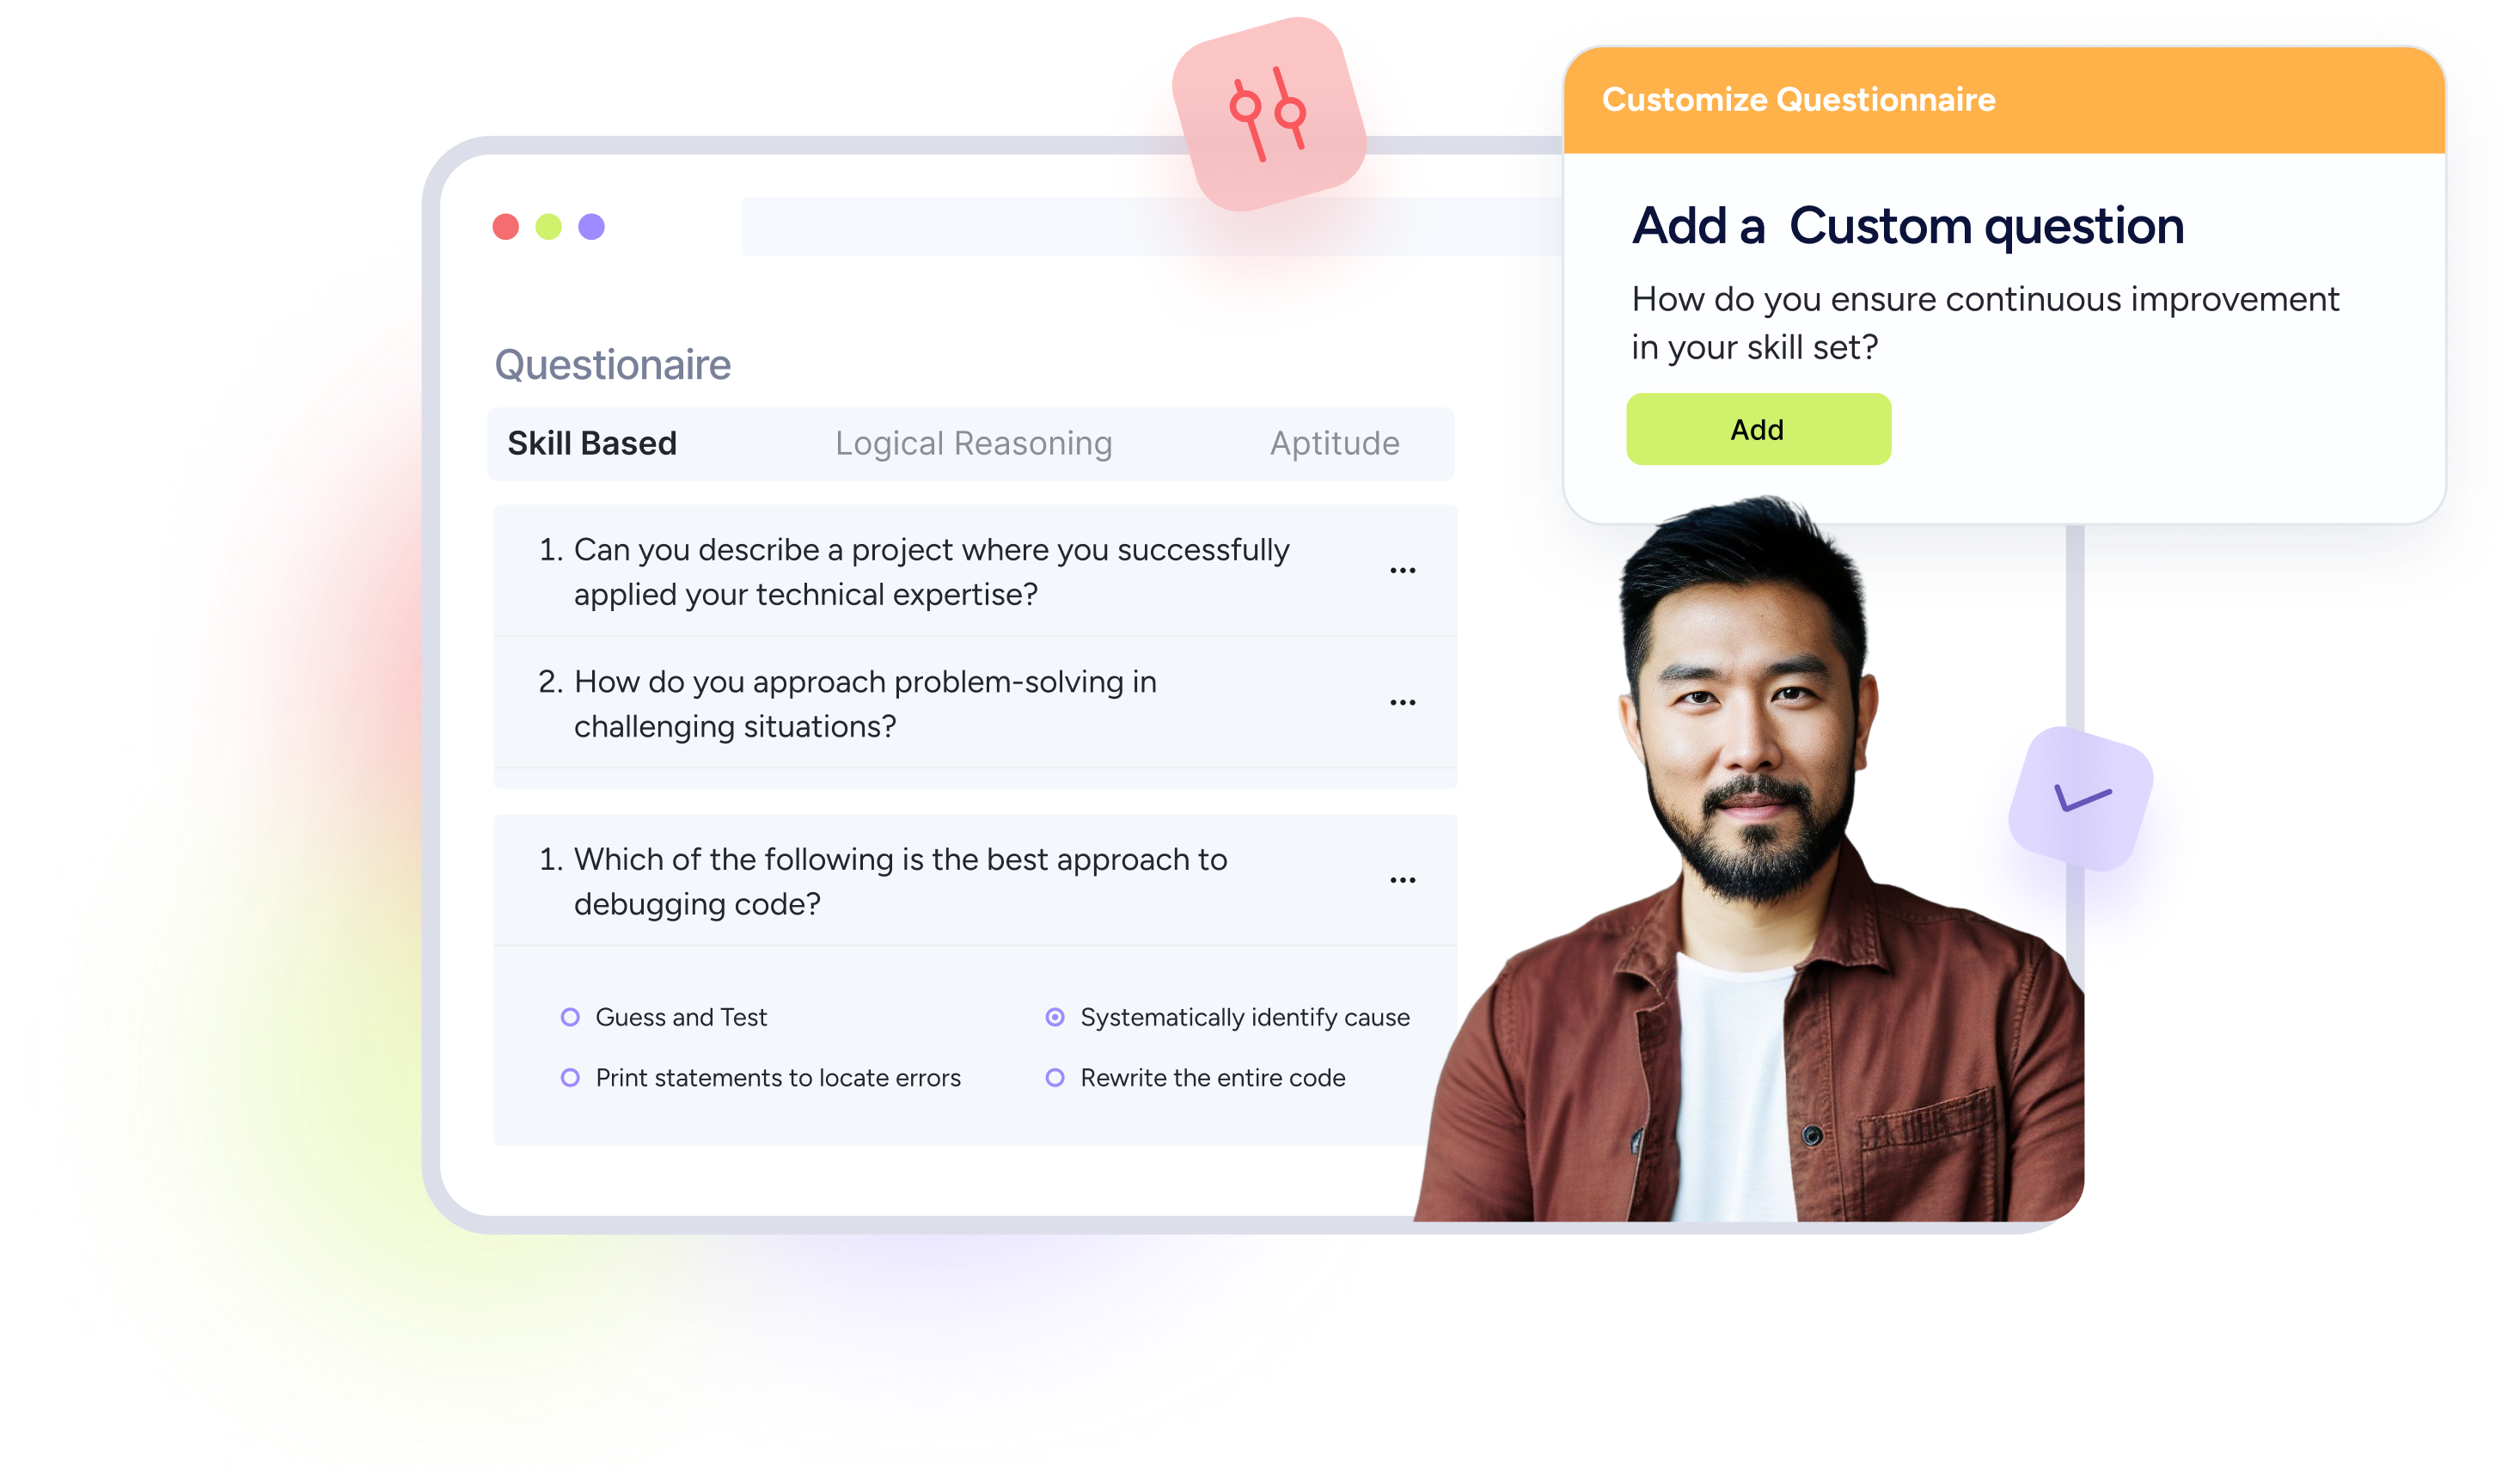 Customize Questionnaire
Add a  Custom question
How do you ensure continuous improvement
in your skill set?
Add
Questionaire
Skill Based
Logical Reasoning
Aptitude
1. Can you describe a project where you successfully
applied your technical expertise?
2. How do you approach problem-solving in
challenging situations?
1. Which of the following is the best approach to
debugging code?
Guess and Test
Systematically identify cause
Print statements to locate errors
Rewrite the entire code